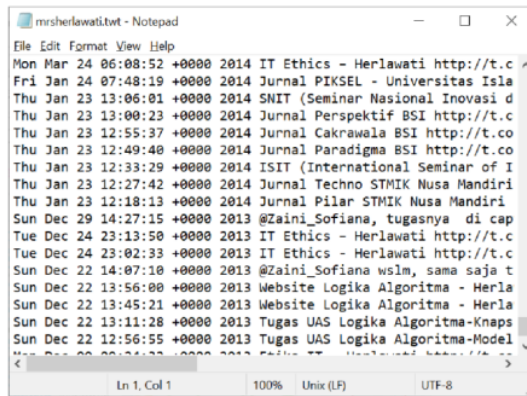 mrsherlawati.twt - Notepad
File Edit Format View Help
Mon Mar 24 06:08:52 +0000 2014 IT Ethics - Herlawati http://t.c
Fri Jan 24 07:48:19 +0000 2014 Jurnal PIKSEL - Universitas Isla
Thu Jan 23 13:06:01 +0000 2014 SNIT (Seminar Nasional Inovasi d
Thu Jan 23 13:00:23 +0000 2014 Jurnal Perspektif BSI http://t.c
Thu Jan 23 12:55:37 +0000 2014 Jurnal Cakrawala BSI http://t.co
Thu Jan 23 12:49:40 +0000 2014 Jurnal Paradigma BSI http://t.co
Thu Jan 23 12:33:29 +0000 2014 ISIT (International Seminar of I
Thu Jan 23 12:27:42 +0000 2014 Jurnal Techno STMIK Nusa Mandiri
Thu Jan 23 12:18:13 +0000 2014 Jurnal Pilar STMIK Nusa Mandiri
Sun Dec 29 14:27:15 +0000 2013 @Zaini_Sofiana, tugasnya di cap
Tue Dec 24 23:13:50 +0000 2013 IT Ethics - Herlawati http://t.c
Tue Dec 24 23:02:33 +0000 2013 IT Ethics - Herlawati http://t.c
Sun Dec 22 14:07:10 +0000 2013 @Zaini_Sofiana wslm, sama saja t
Sun Dec 22 13:56:00 +0000 2013 Website Logika Algoritma - Herla
Sun Dec 22 13:45:21 +0000 2013 Website Logika Algoritma - Herla
Sun Dec 22 13:11:28 +0000 2013 Tugas UAS Logika Algoritma-Knaps
Sun Dec 22 12:56:55 +0000 2013 Tugas UAS Logika Algoritma-Model
Ln 1, Col 1 100% Unix (LF) UTF-8